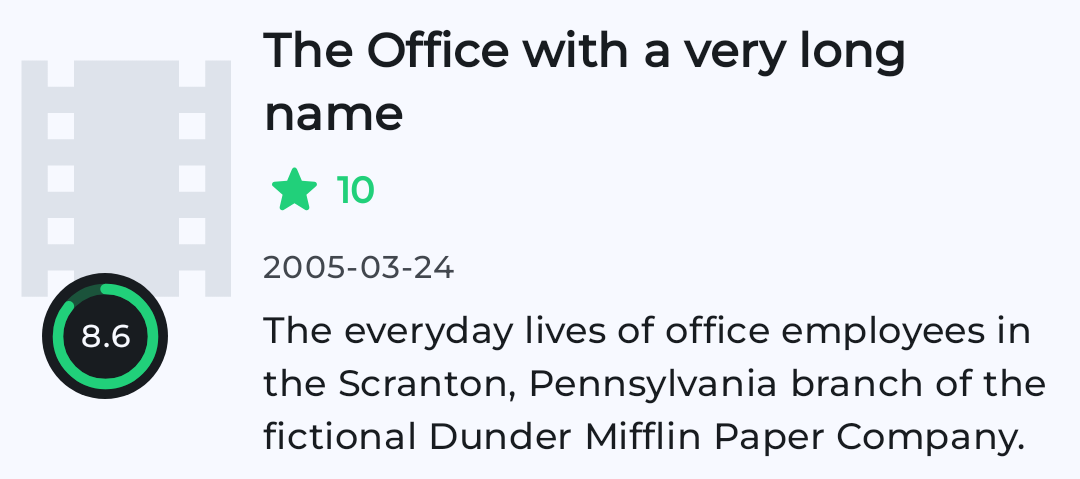 The Office with a very long
name
10
2005-03-24
8.6
The everyday lives of office employees in
the Scranton, Pennsylvania branch of the
fictional Dunder Mifflin Paper Company.